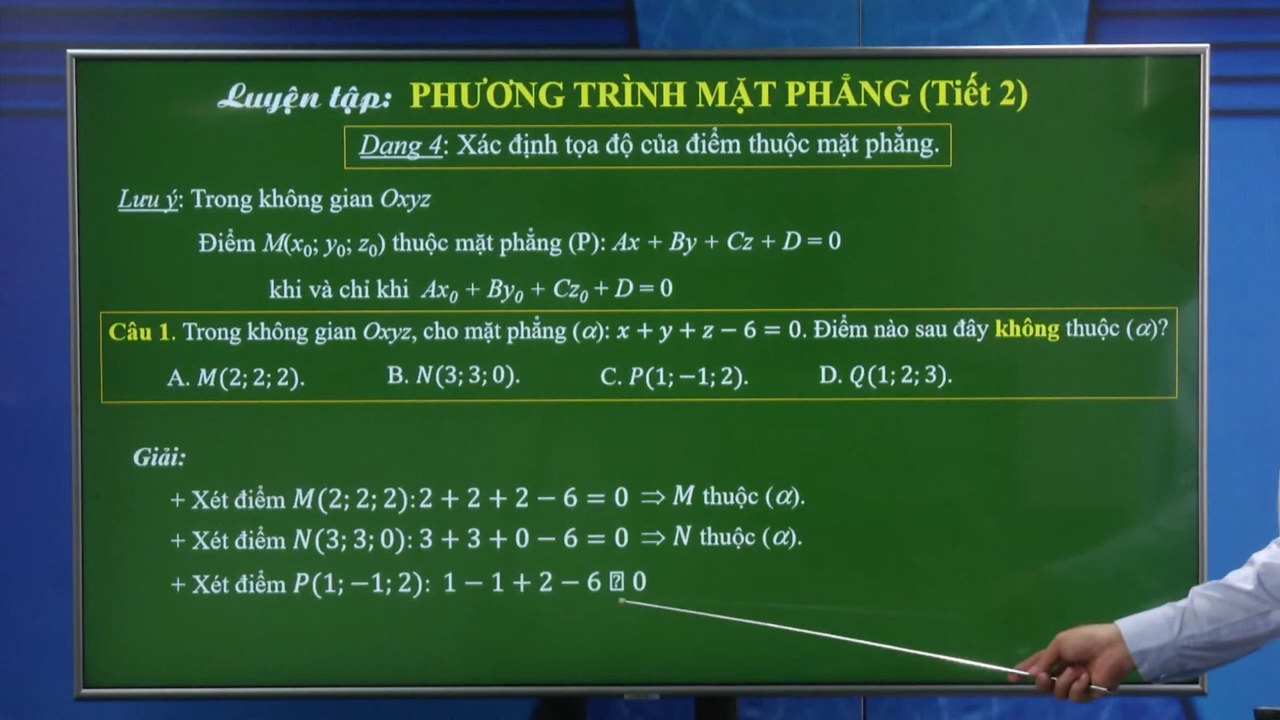 Luyện tập: PHƯƠNG TRÌNH MẶT PHẲNG (Tiết 2)
Dạng 4: Xác định tọa độ của điểm thuộc mặt phẳng.
Lưu ý: Trong không gian Oxyz
Điểm M(x₀; y₀; z₀) thuộc mặt phẳng (P): Ax + By + Cz + D = 0
khi và chỉ khi Ax₀ + By₀ + Cz₀ + D = 0
Câu 1. Trong không gian Oxyz, cho mặt phẳng (α): x + y + z − 6 = 0. Điểm nào sau đây không thuộc (α)?
A. M(2; 2; 2). B. N(3; 3; 0). C. P(1; −1; 2). D. Q(1; 2; 3).
Giải:
+ Xét điểm M(2; 2; 2): 2 + 2 + 2 − 6 = 0 ⇒ M thuộc (α).
+ Xét điểm N(3; 3; 0): 3 + 3 + 0 − 6 = 0 ⇒ N thuộc (α).
+ Xét điểm P(1; −1; 2): 1 − 1 + 2 − 6 ⍰ 0